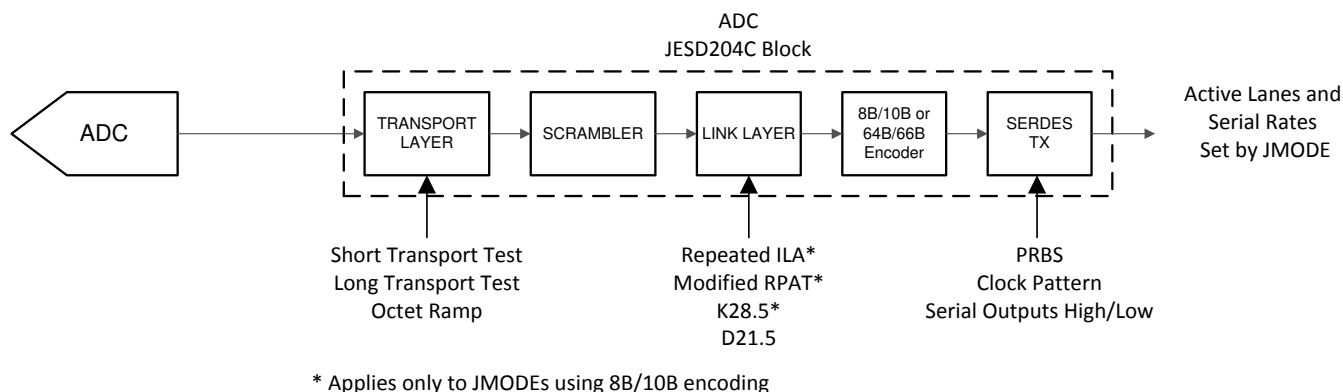 ADC
JESD204C Block
ADC
TRANSPORT
LAYER
SCRAMBLER
LINK LAYER
8B/10B or
64B/66B
Encoder
SERDES
TX
Active Lanes and
Serial Rates
Set by JMODE
Short Transport Test
Long Transport Test
Octet Ramp
Repeated ILA*
Modified RPAT*
K28.5*
D21.5
PRBS
Clock Pattern
Serial Outputs High/Low
* Applies only to JMODEs using 8B/10B encoding